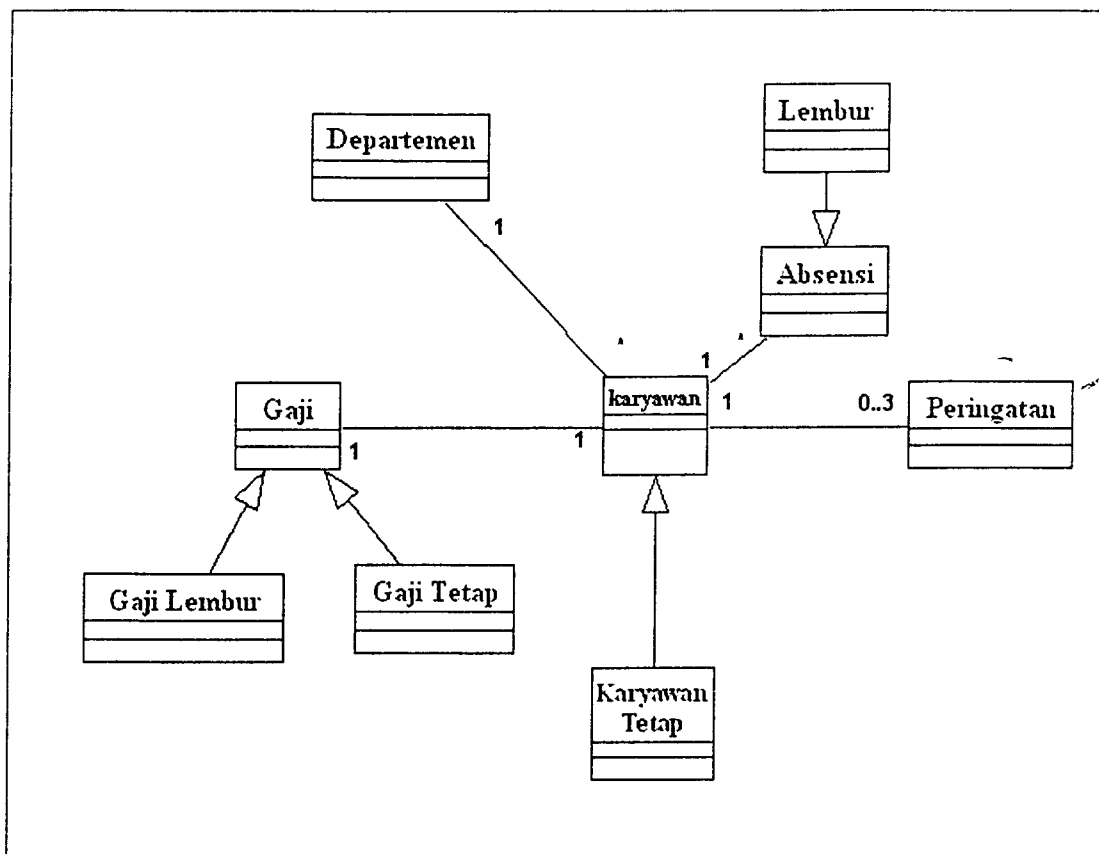 Lembur
Departemen
1
Absensi
*
*
1
Gaji
karyawan
1
0..3
Peringatan
1
1
Gaji Lembur
Gaji Tetap
Karyawan
Tetap